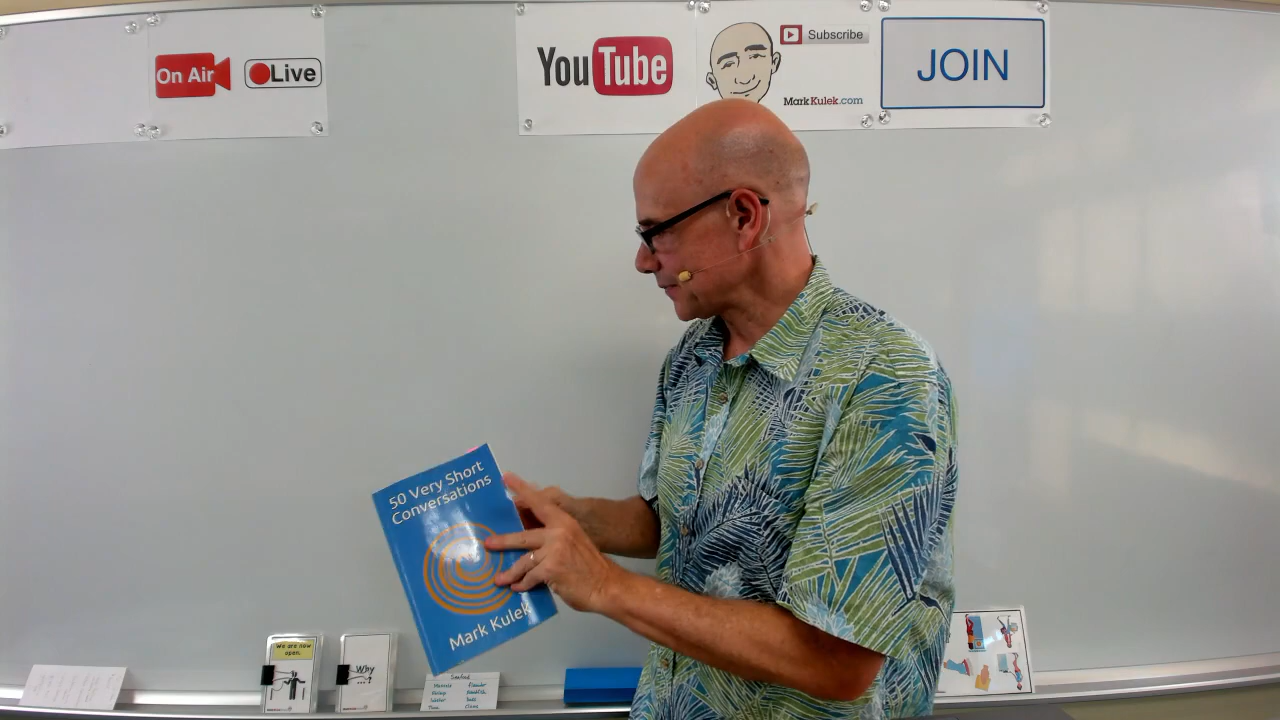 On Air
Live
YouTube
Subscribe
MarkKulek.com
JOIN
50 Very Short
Conversations
Mark Kulek
We are now
open.
Why
...?
Seafood